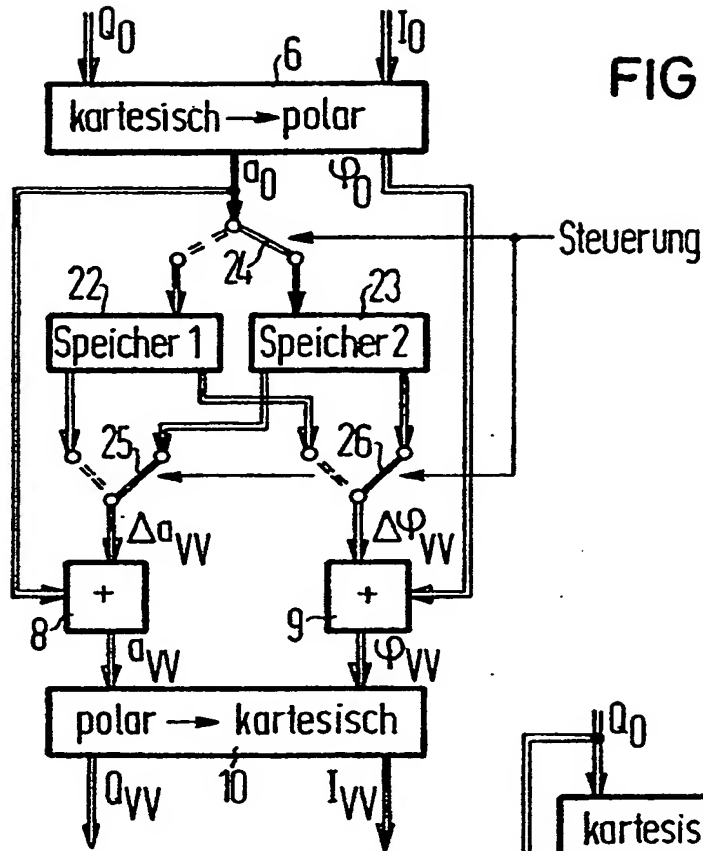 Q₀ I₀
6
FIG
kartesisch → polar
a₀ φ₀
24
Steuerung
22 23
Speicher 1 Speicher 2
25 26
Δa_VV Δφ_VV
+ +
8 9
a_VV φ_VV
polar → kartesisch
10
Q_VV I_VV
Q₀
kartesis